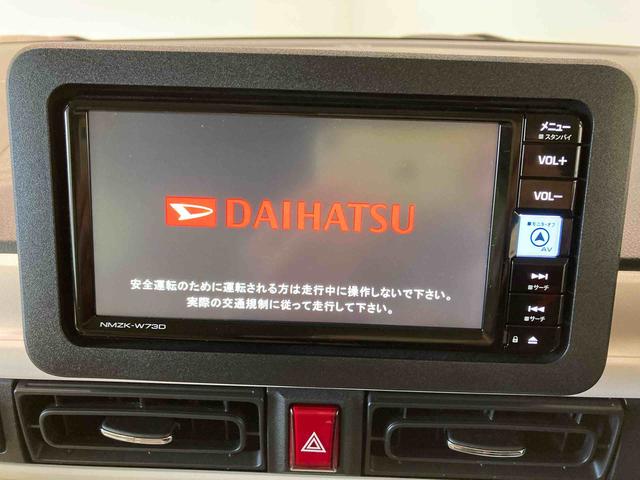 DAIHATSU
安全運転のために運転される方は走行中に操作しないで下さい。
実際の交通規制に従って走行して下さい。
NMZK-W73D
メニュー
スタンバイ
VOL+
VOL-
モニターオフ
AV
サーチ
サーチ